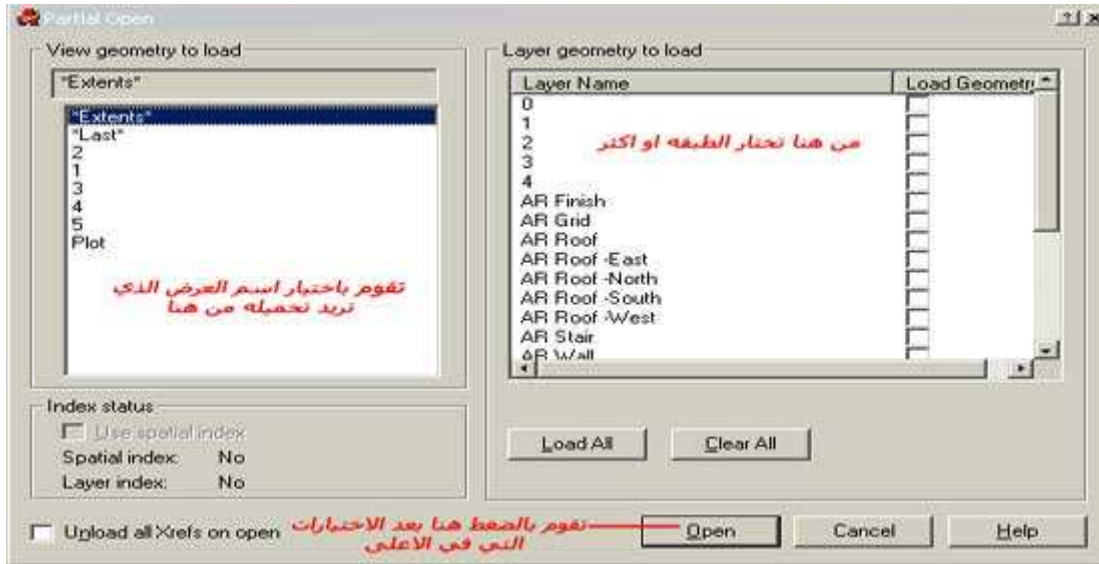 Partial Open
View geometry to load
*Extents*
*Extents*
*Last*
2
1
3
4
5
Plot
تقوم باختيار اسم العرض الذي
تريد تحميله من هنا
Index status
Use spatial index
Spatial index: No
Layer index: No
Layer geometry to load
Layer Name Load Geometry
0
1
2
3
4
من هنا تختار الطبقه او اكثر
AR Finish
AR Grid
AR Roof
AR Roof -East
AR Roof -North
AR Roof -South
AR Roof -West
AR Stair
AR Wall
Load All Clear All
Unload all Xrefs on open
تقوم بالضغط هنا بعد الاختيارات
التي في الاعلى
Open Cancel Help